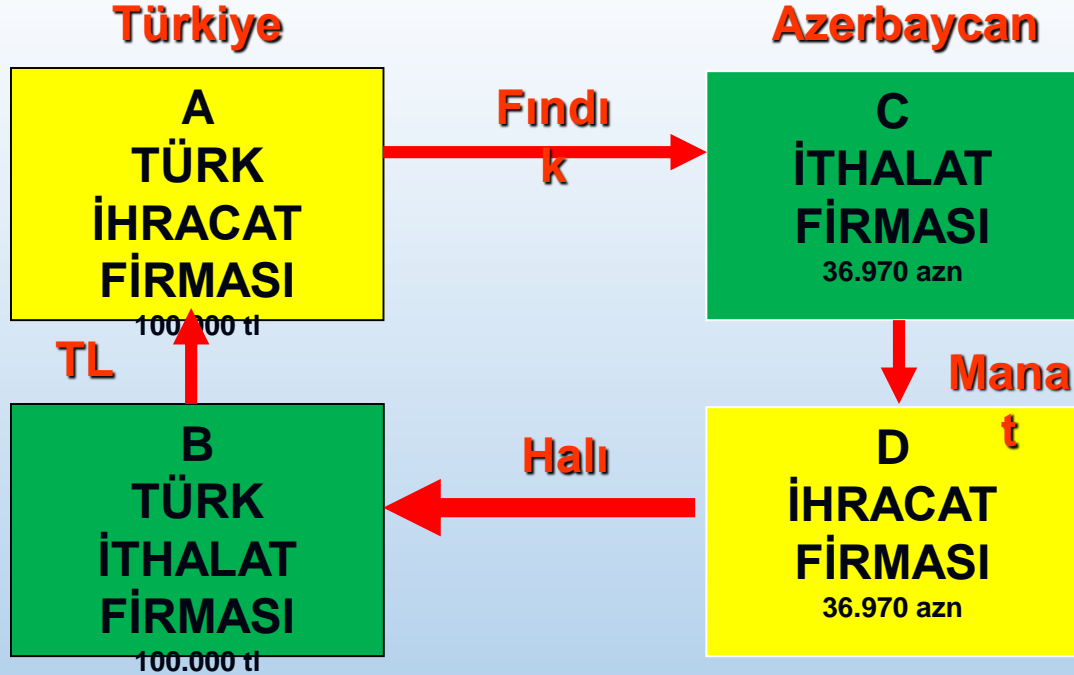 Türkiye
Azerbaycan
A
TÜRK
İHRACAT
FİRMASI
100.000 tl
Fındı
k
C
İTHALAT
FİRMASI
36.970 azn
TL
Mana
t
B
TÜRK
İTHALAT
FİRMASI
100.000 tl
Halı
D
İHRACAT
FİRMASI
36.970 azn